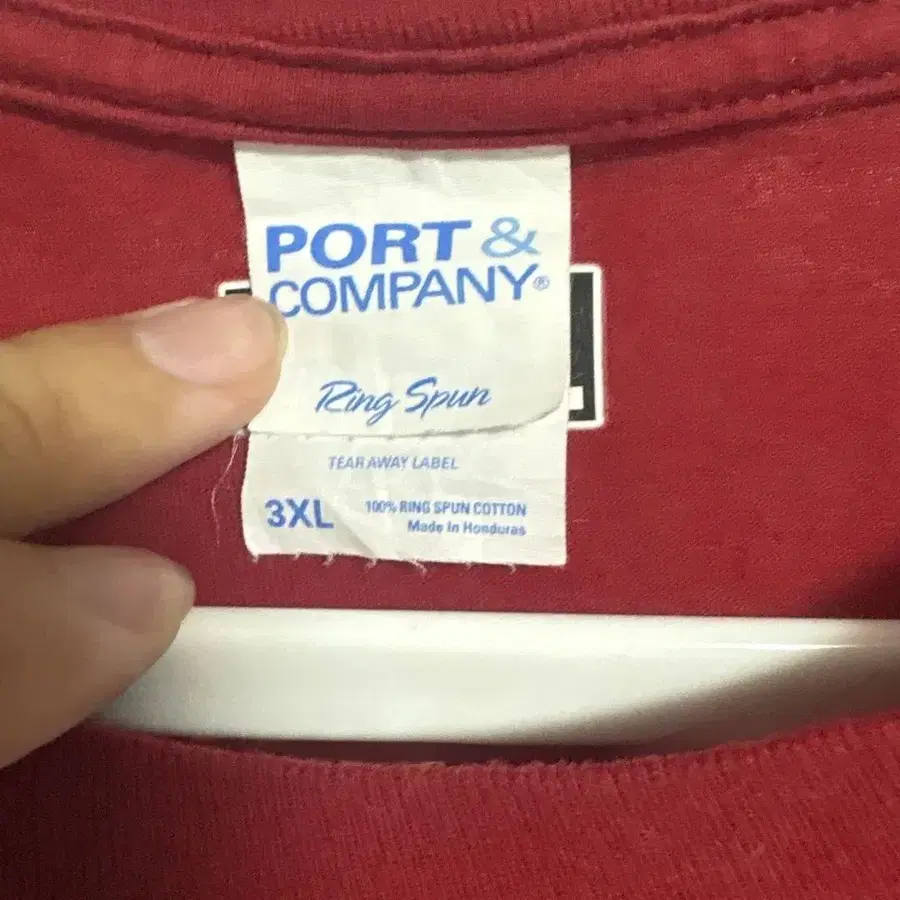 PORT &
COMPANY®
Ring Spun
TEAR AWAY LABEL
3XL
100% RING SPUN COTTON
Made In Honduras